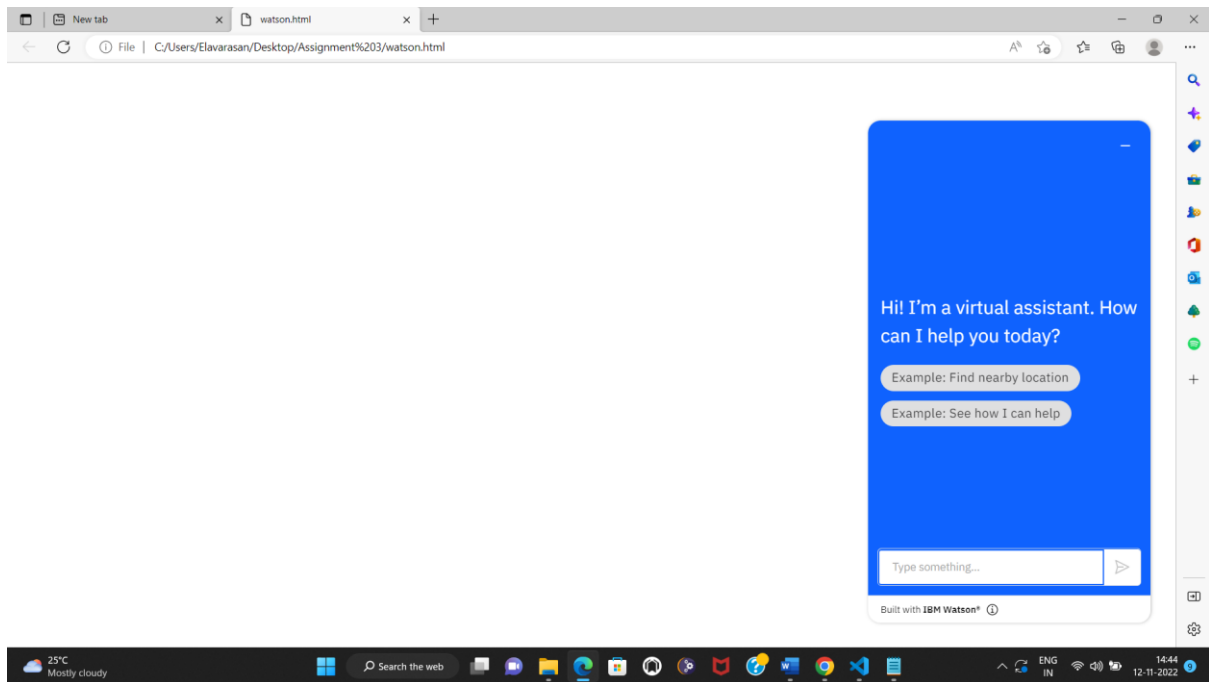 New tab
watson.html
File | C:/Users/Elavarasan/Desktop/Assignment%203/watson.html
Hi! I'm a virtual assistant. How
can I help you today?
Example: Find nearby location
Example: See how I can help
Type something...
Built with IBM Watson®
25°C
Mostly cloudy
Search the web
ENG
IN
14:44
12-11-2022
9